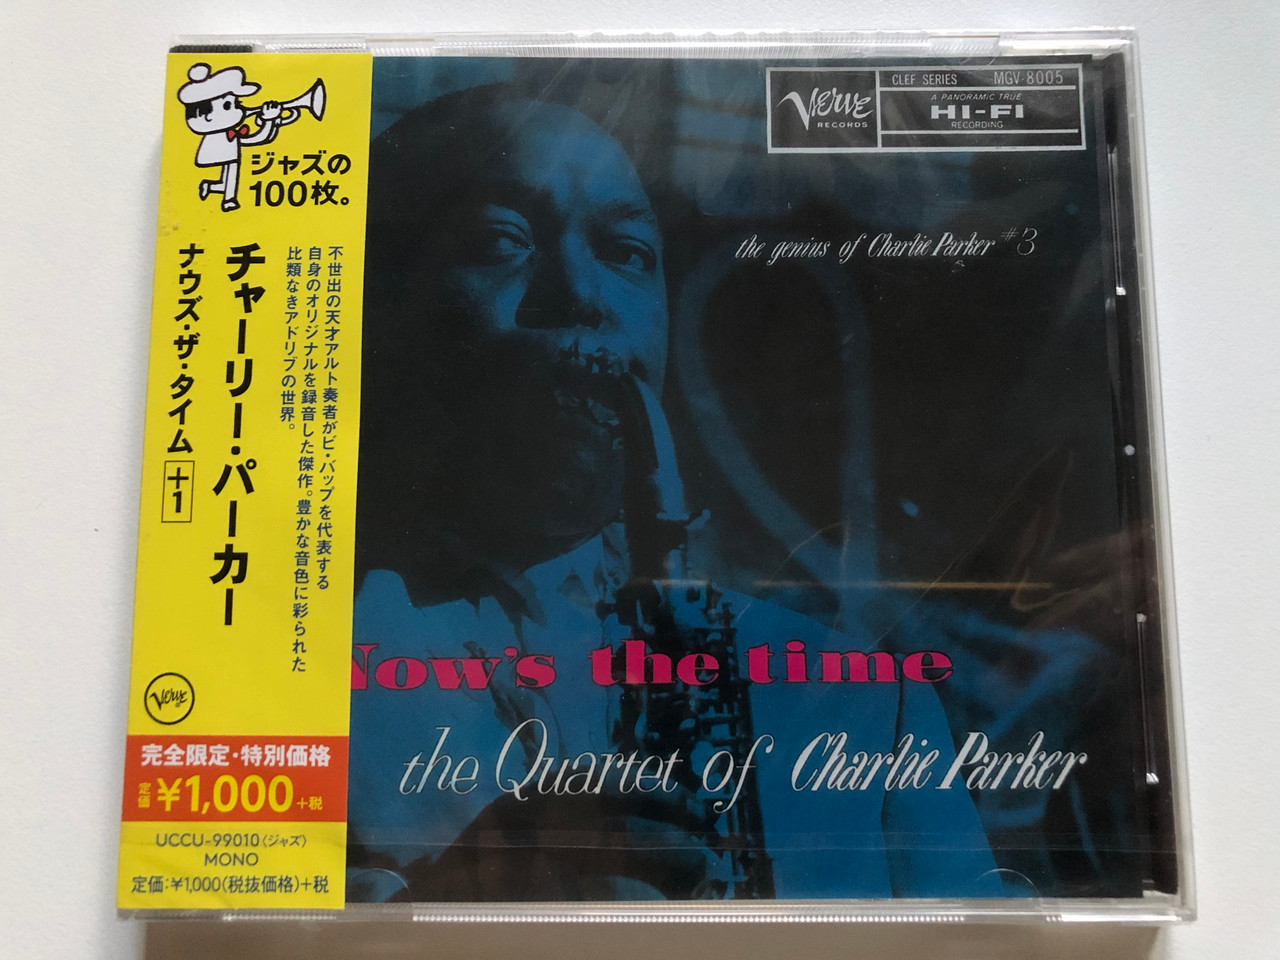 ジャズの
100枚。
不世出の天才アルト奏者がビ・バップを代表する
自身のオリジナルを録音した傑作。豊かな音色に彩られた
比類なきアドリブの世界。
チャーリー・パーカー
ナウズ・ザ・タイム +1
Verve
完全限定・特別価格
定価 ¥1,000 +税
UCCU-99010〈ジャズ〉
MONO
定価:¥1,000(税抜価格)+税
Verve
RECORDS
CLEF SERIES MGV-8005
A PANORAMIC TRUE
HI-FI
RECORDING
the genius of Charlie Parker #3
Now's the time
the Quartet of Charlie Parker